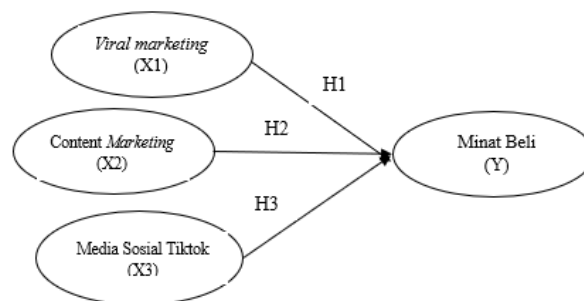 Viral marketing
(X1)
H1
H2
Content Marketing
(X2)
Minat Beli
(Y)
H3
Media Sosial Tiktok
(X3)